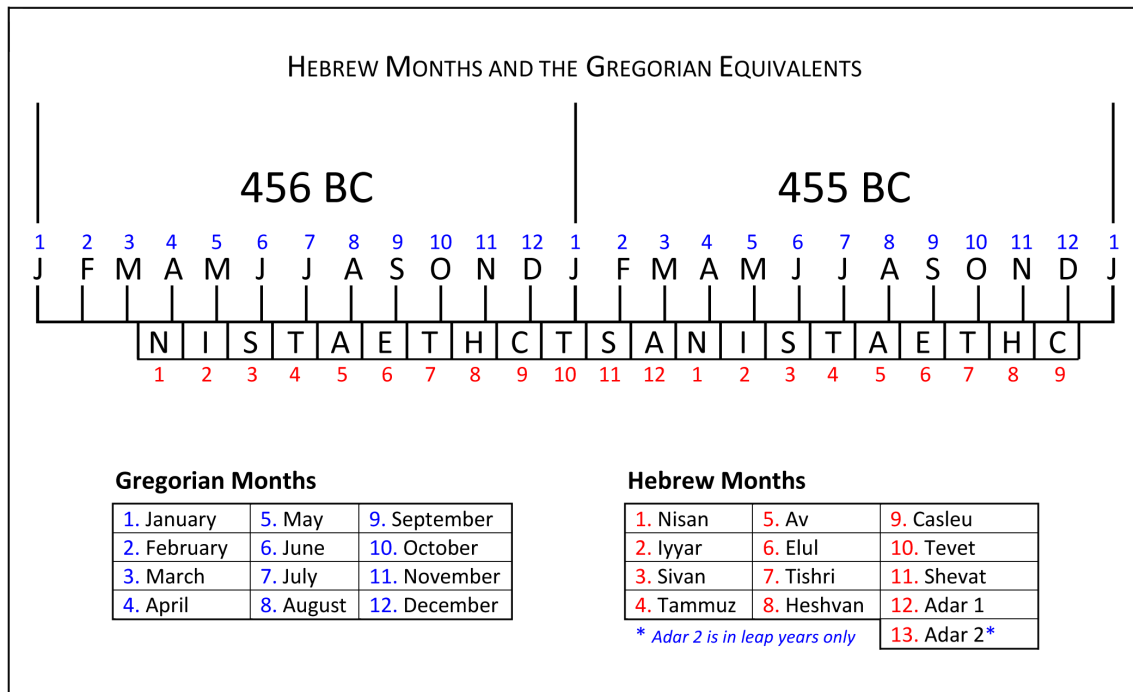 HEBREW MONTHS AND THE GREGORIAN EQUIVALENTS
456 BC 455 BC
1 2 3 4 5 6 7 8 9 10 11 12 1 2 3 4 5 6 7 8 9 10 11 12 1
J F M A M J J A S O N D J F M A M J J A S O N D J
N I S T A E T H C T S A N I S T A E T H C
1 2 3 4 5 6 7 8 9 10 11 12 1 2 3 4 5 6 7 8 9
Gregorian Months
1. January 5. May 9. September
2. February 6. June 10. October
3. March 7. July 11. November
4. April 8. August 12. December
Hebrew Months
1. Nisan 5. Av 9. Casleu
2. Iyyar 6. Elul 10. Tevet
3. Sivan 7. Tishri 11. Shevat
4. Tammuz 8. Heshvan 12. Adar 1
* Adar 2 is in leap years only 13. Adar 2*